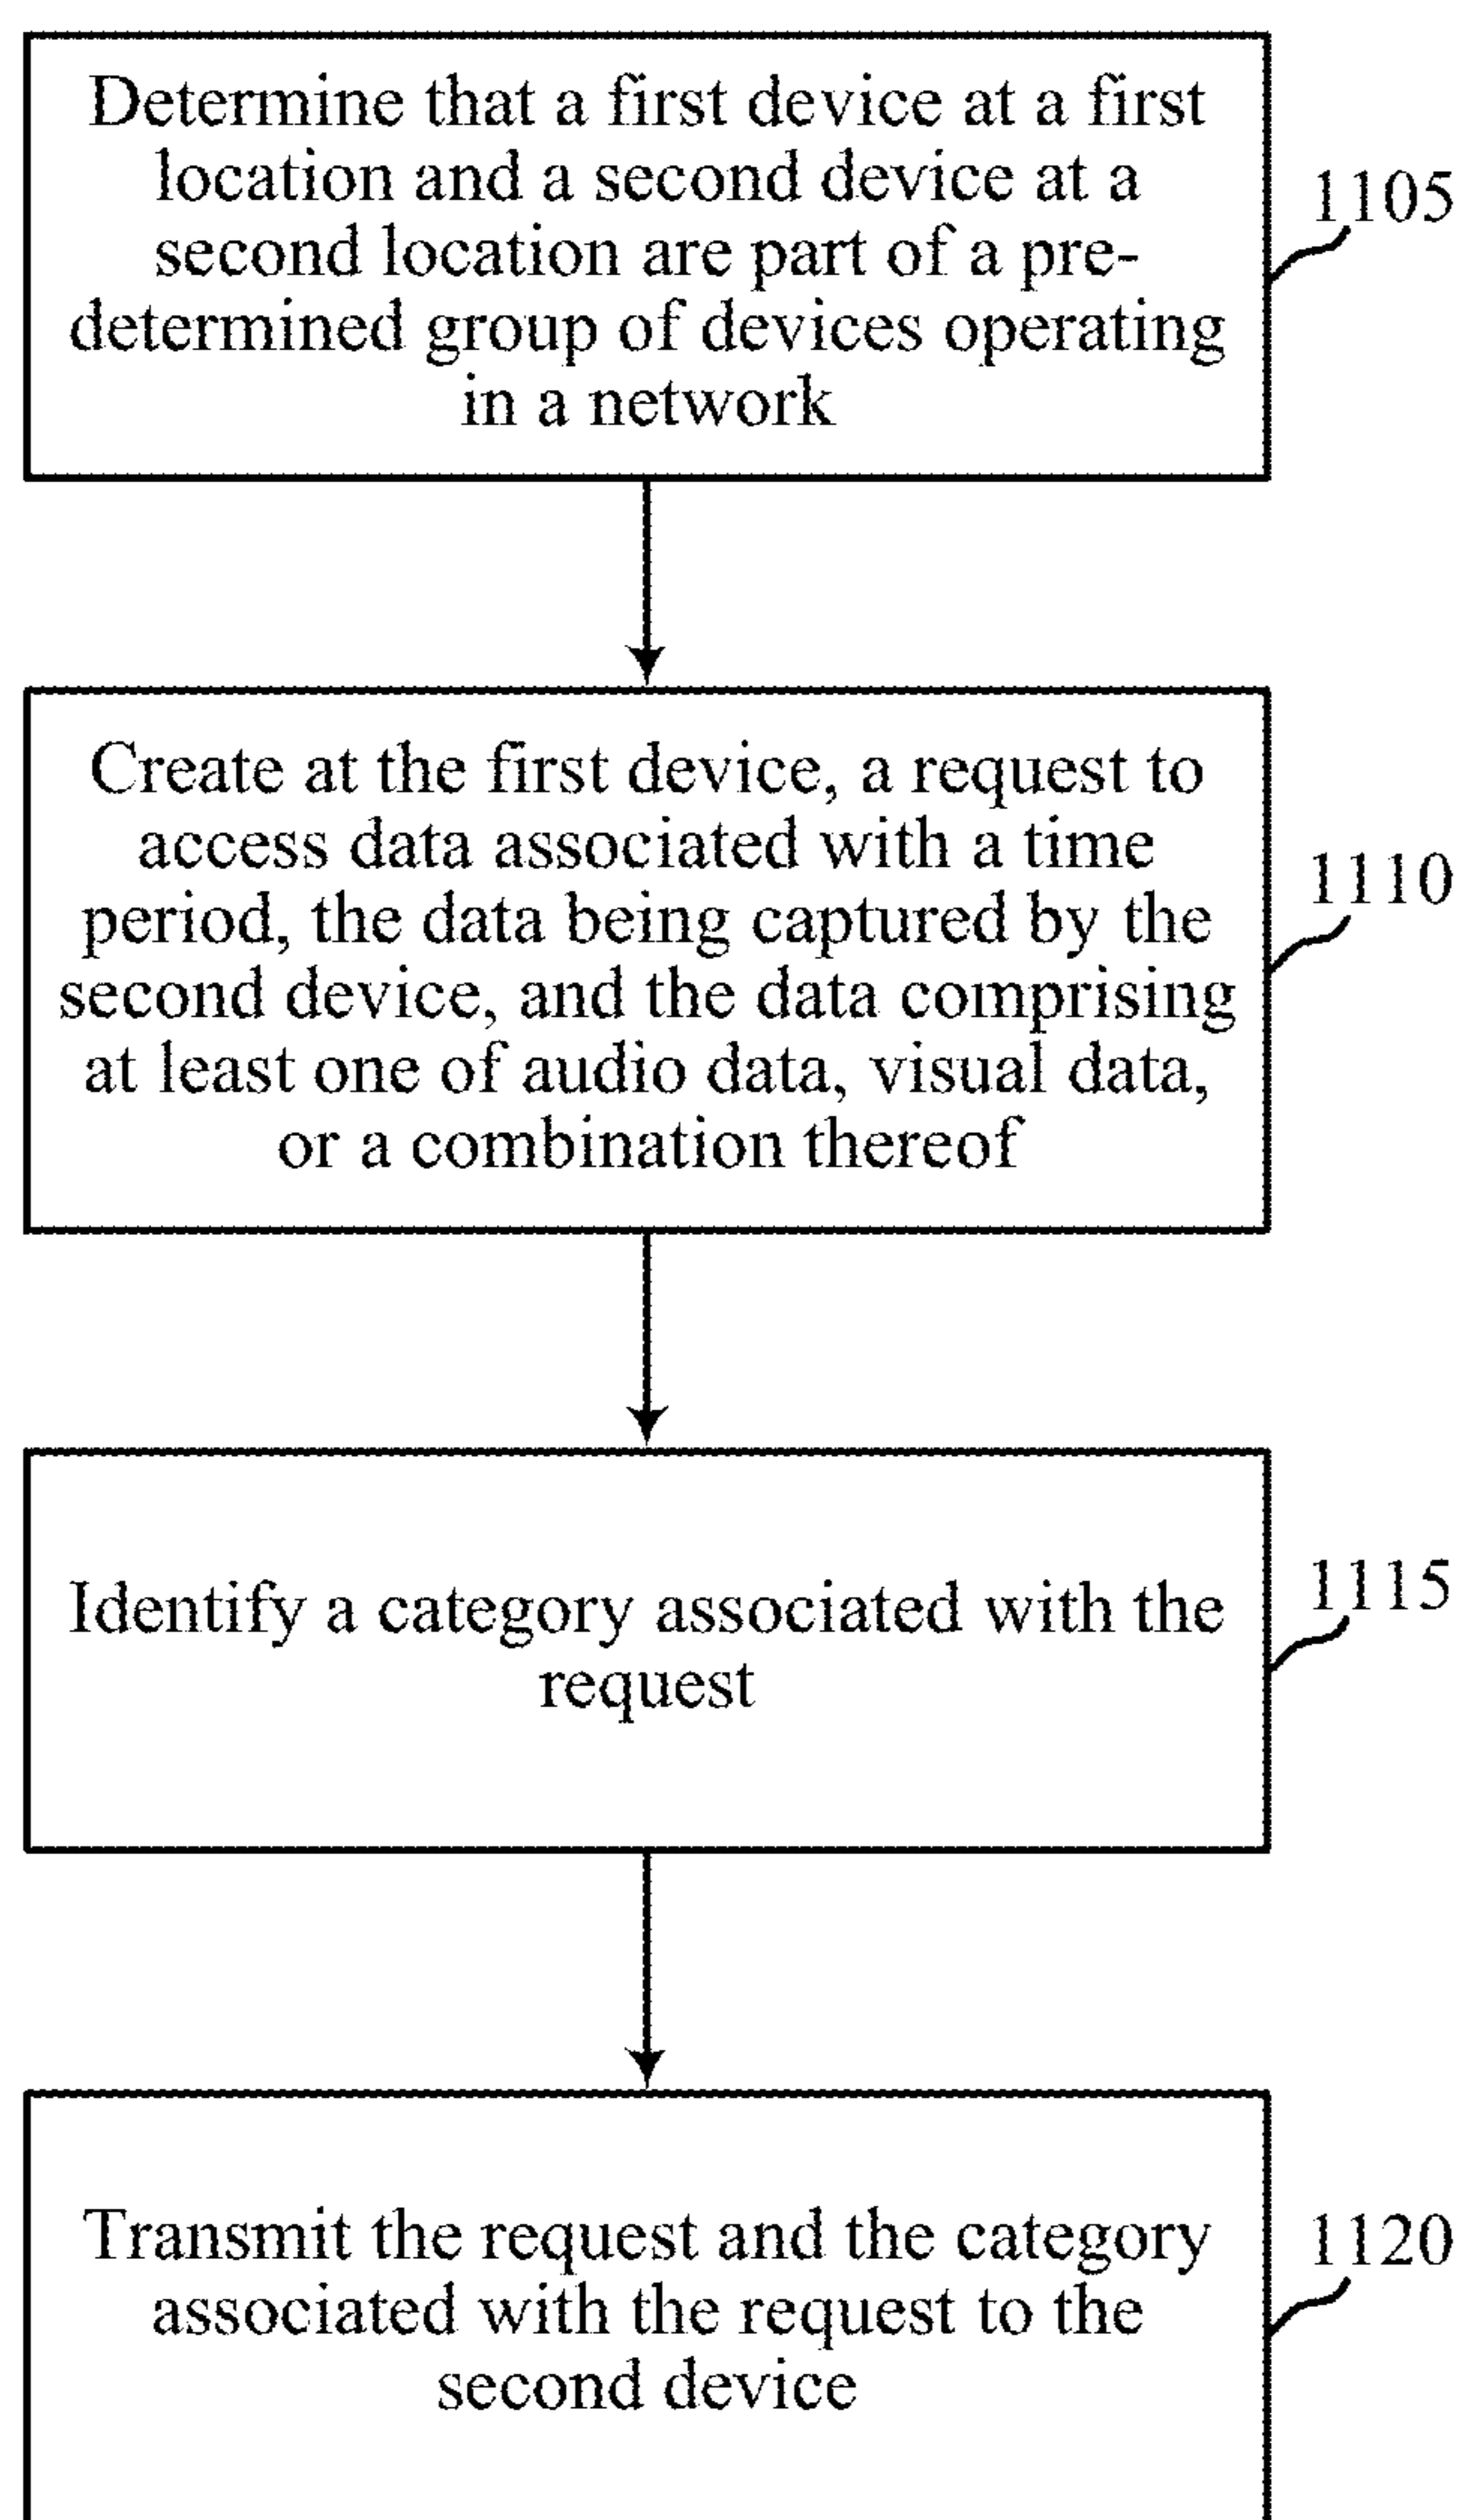 Determine that a first device at a first
location and a second device at a
second location are part of a pre-
determined group of devices operating
in a network
1105
Create at the first device, a request to
access data associated with a time
period, the data being captured by the
second device, and the data comprising
at least one of audio data, visual data,
or a combination thereof
1110
Identify a category associated with the
request
1115
Transmit the request and the category
associated with the request to the
second device
1120